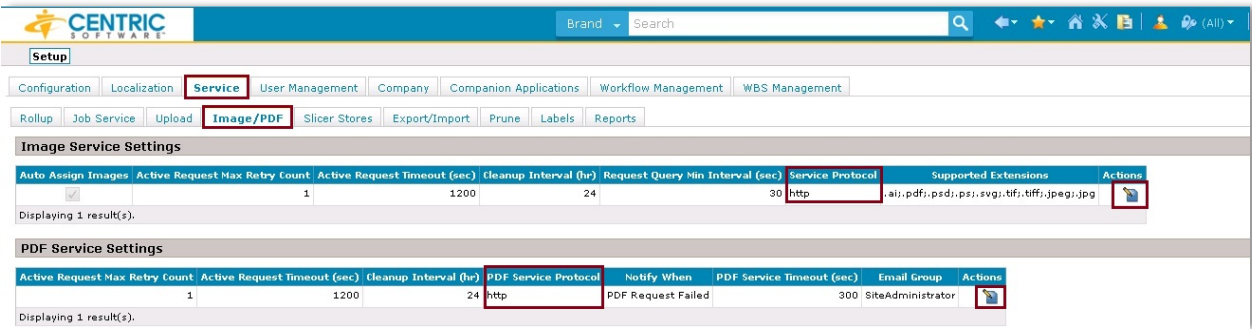 CENTRIC
SOFTWARE®
Brand Search (All)
Setup
Configuration Localization Service User Management Company Companion Applications Workflow Management WBS Management
Rollup Job Service Upload Image/PDF Slicer Stores Export/Import Prune Labels Reports
Image Service Settings
Auto Assign Images Active Request Max Retry Count Active Request Timeout (sec) Cleanup Interval (hr) Request Query Min Interval (sec) Service Protocol Supported Extensions Actions
1 1200 24 30 http .ai;.pdf;.psd;.ps;.svg;.tif;.tiff;.jpeg;.jpg
Displaying 1 result(s).
PDF Service Settings
Active Request Max Retry Count Active Request Timeout (sec) Cleanup Interval (hr) PDF Service Protocol Notify When PDF Service Timeout (sec) Email Group Actions
1 1200 24 http PDF Request Failed 300 SiteAdministrator
Displaying 1 result(s).